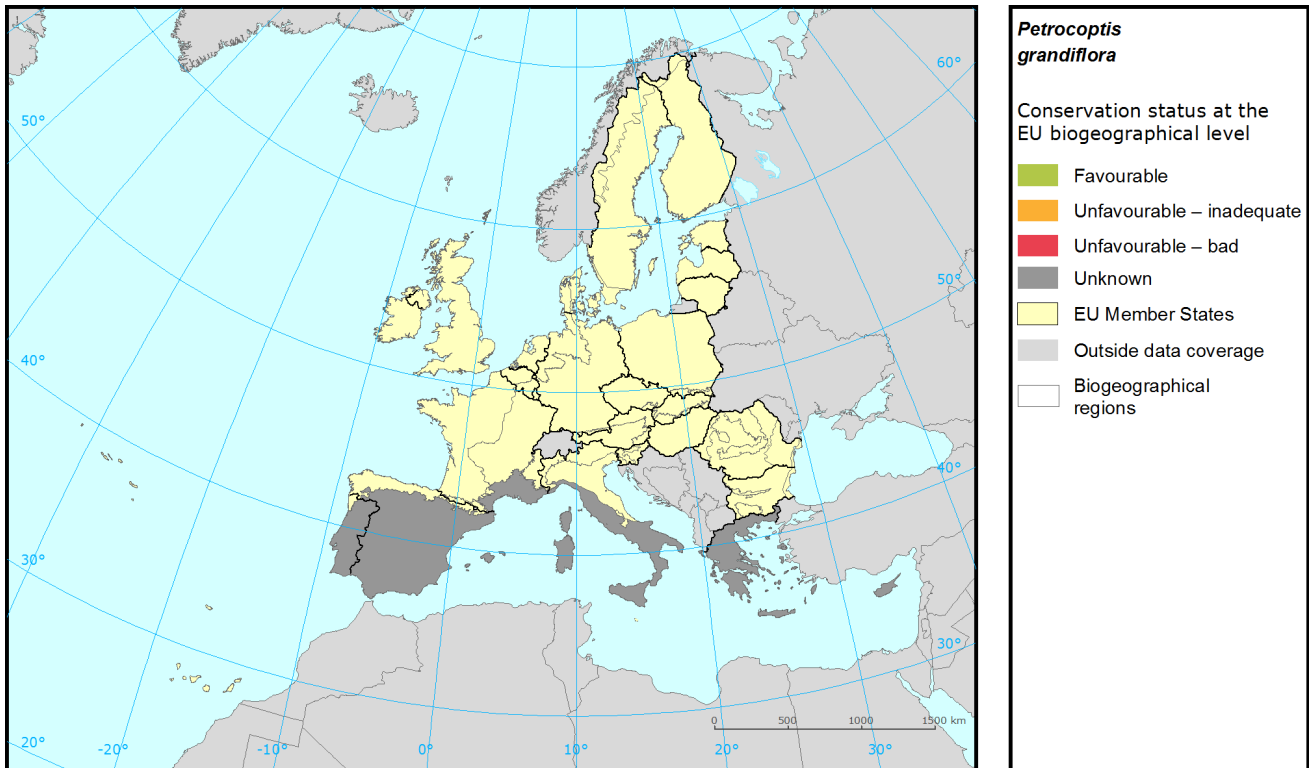 Petrocoptis
grandiflora
Conservation status at the
EU biogeographical level
Favourable
Unfavourable – inadequate
Unfavourable – bad
Unknown
EU Member States
Outside data coverage
Biogeographical
regions
60°
50°
50°
40°
40°
30°
30°
20°
-20°
-10°
0°
10°
20°
30°
0
500
1000
1500 km